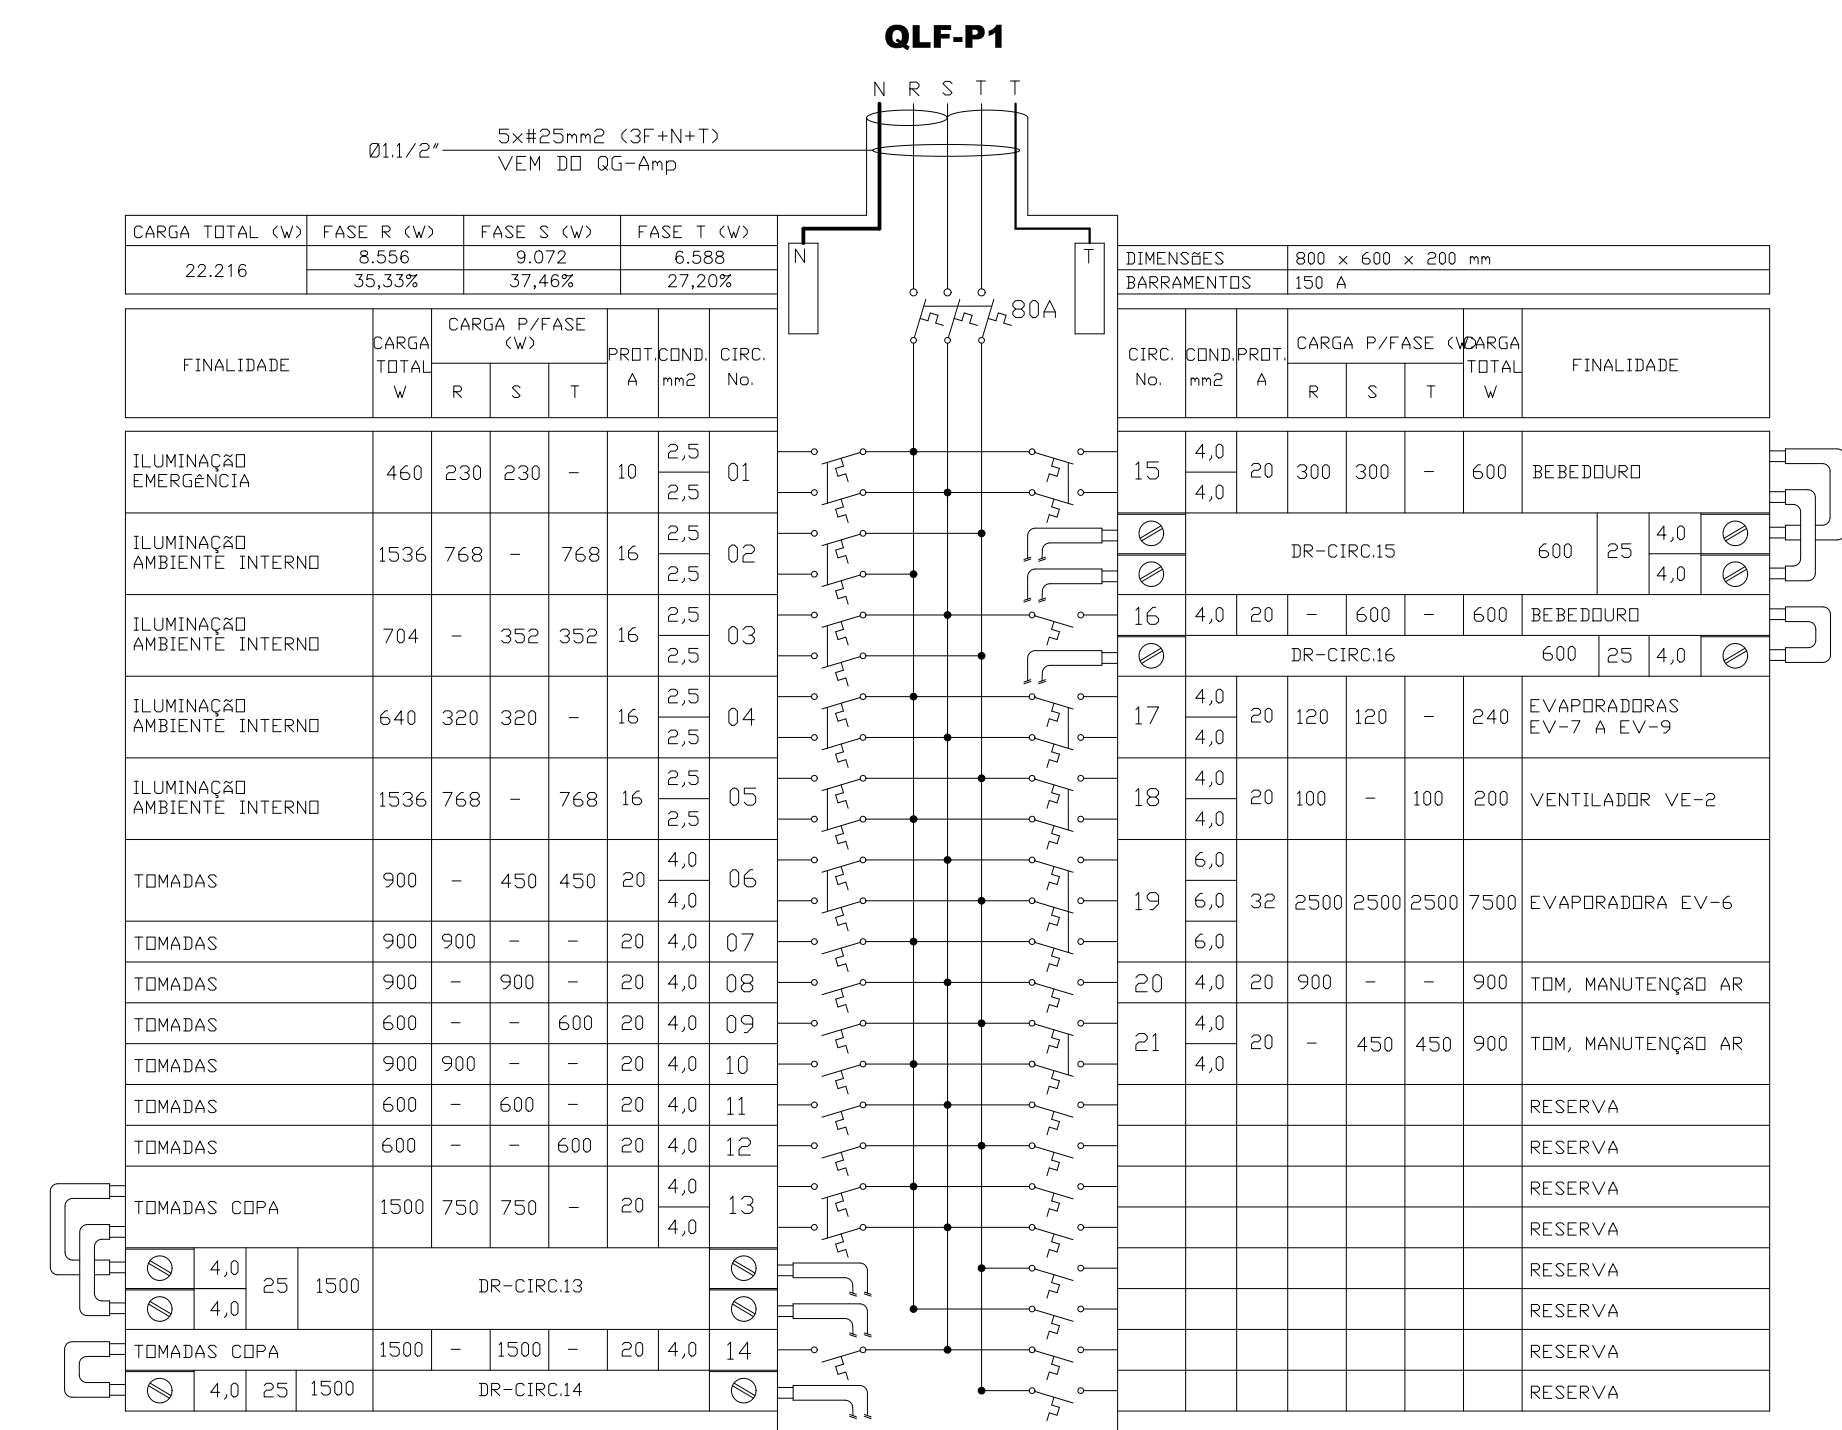 QLF-P1
N R S T T
5x#25mm2 (3F+N+T)
Ø1.1/2"
VEM DO QG-Amp
CARGA TOTAL (W) FASE R (W) FASE S (W) FASE T (W)
22.216 8.556 9.072 6.588
35,33% 37,46% 27,20%
N T
80A
DIMENSÕES 800 x 600 x 200 mm
BARRAMENTOS 150 A
FINALIDADE CARGA TOTAL W CARGA P/FASE (W) R S T PROT. A COND. mm2 CIRC. No.
ILUMINAÇÃO
EMERGÊNCIA 460 230 230 - 10 2,5 2,5 01
ILUMINAÇÃO
AMBIENTE INTERNO 1536 768 - 768 16 2,5 2,5 02
ILUMINAÇÃO
AMBIENTE INTERNO 704 - 352 352 16 2,5 2,5 03
ILUMINAÇÃO
AMBIENTE INTERNO 640 320 320 - 16 2,5 2,5 04
ILUMINAÇÃO
AMBIENTE INTERNO 1536 768 - 768 16 2,5 2,5 05
TOMADAS 900 - 450 450 20 4,0 4,0 06
TOMADAS 900 900 - - 20 4,0 07
TOMADAS 900 - 900 - 20 4,0 08
TOMADAS 600 - - 600 20 4,0 09
TOMADAS 900 900 - - 20 4,0 10
TOMADAS 600 - 600 - 20 4,0 11
TOMADAS 600 - - 600 20 4,0 12
TOMADAS COPA 1500 750 750 - 20 4,0 4,0 13
4,0 4,0 25 1500 DR-CIRC.13
TOMADAS COPA 1500 - 1500 - 20 4,0 14
4,0 25 1500 DR-CIRC.14
CIRC. No. COND. mm2 PROT. A CARGA P/FASE (W) R S T CARGA TOTAL W FINALIDADE
15 4,0 4,0 20 300 300 - 600 BEBEDOURO
DR-CIRC.15 600 25 4,0 4,0
16 4,0 20 - 600 - 600 BEBEDOURO
DR-CIRC.16 600 25 4,0
17 4,0 4,0 20 120 120 - 240 EVAPORADORAS
EV-7 A EV-9
18 4,0 4,0 20 100 - 100 200 VENTILADOR VE-2
19 6,0 6,0 6,0 32 2500 2500 2500 7500 EVAPORADORA EV-6
20 4,0 20 900 - - 900 TOM, MANUTENÇÃO AR
21 4,0 4,0 20 - 450 450 900 TOM, MANUTENÇÃO AR
RESERVA
RESERVA
RESERVA
RESERVA
RESERVA
RESERVA
RESERVA
RESERVA